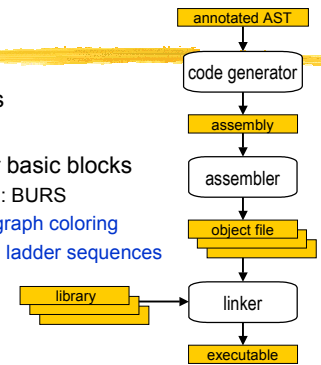 annotated AST
code generator
s
assembly
basic blocks
: BURS
assembler
graph coloring
object file
ladder sequences
library
linker
executable